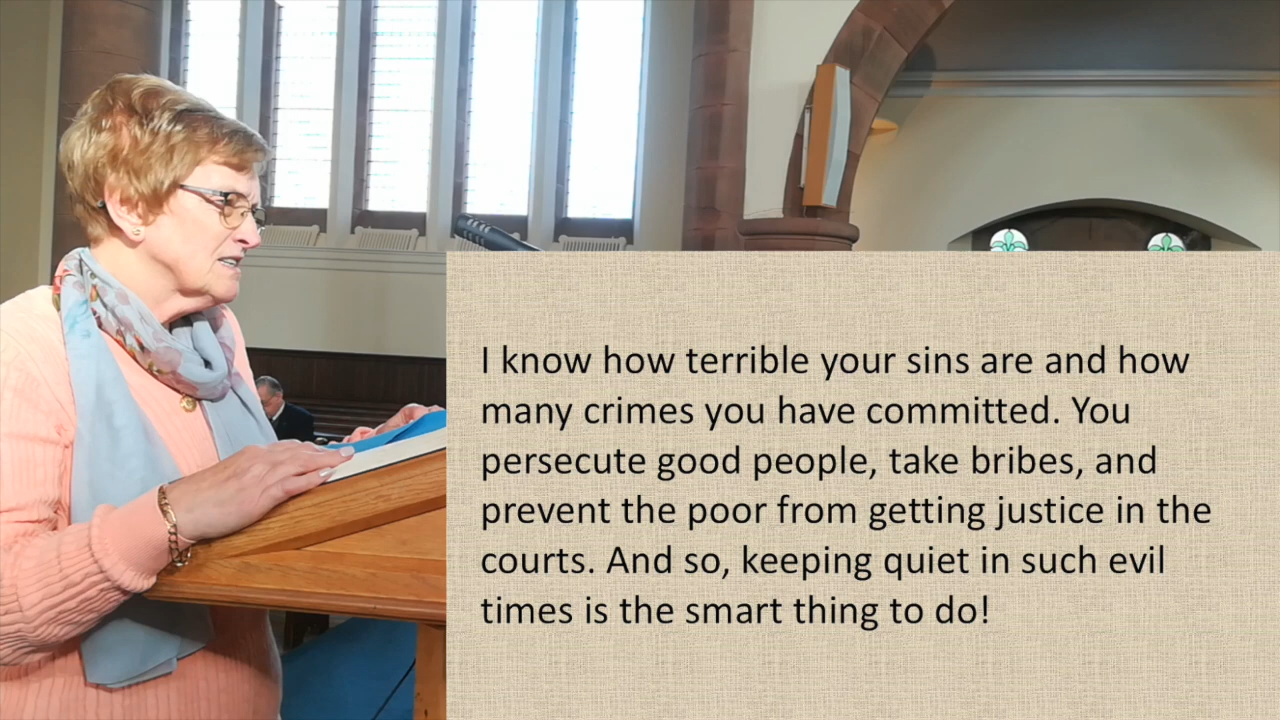 I know how terrible your sins are and how
many crimes you have committed. You
persecute good people, take bribes, and
prevent the poor from getting justice in the
courts. And so, keeping quiet in such evil
times is the smart thing to do!